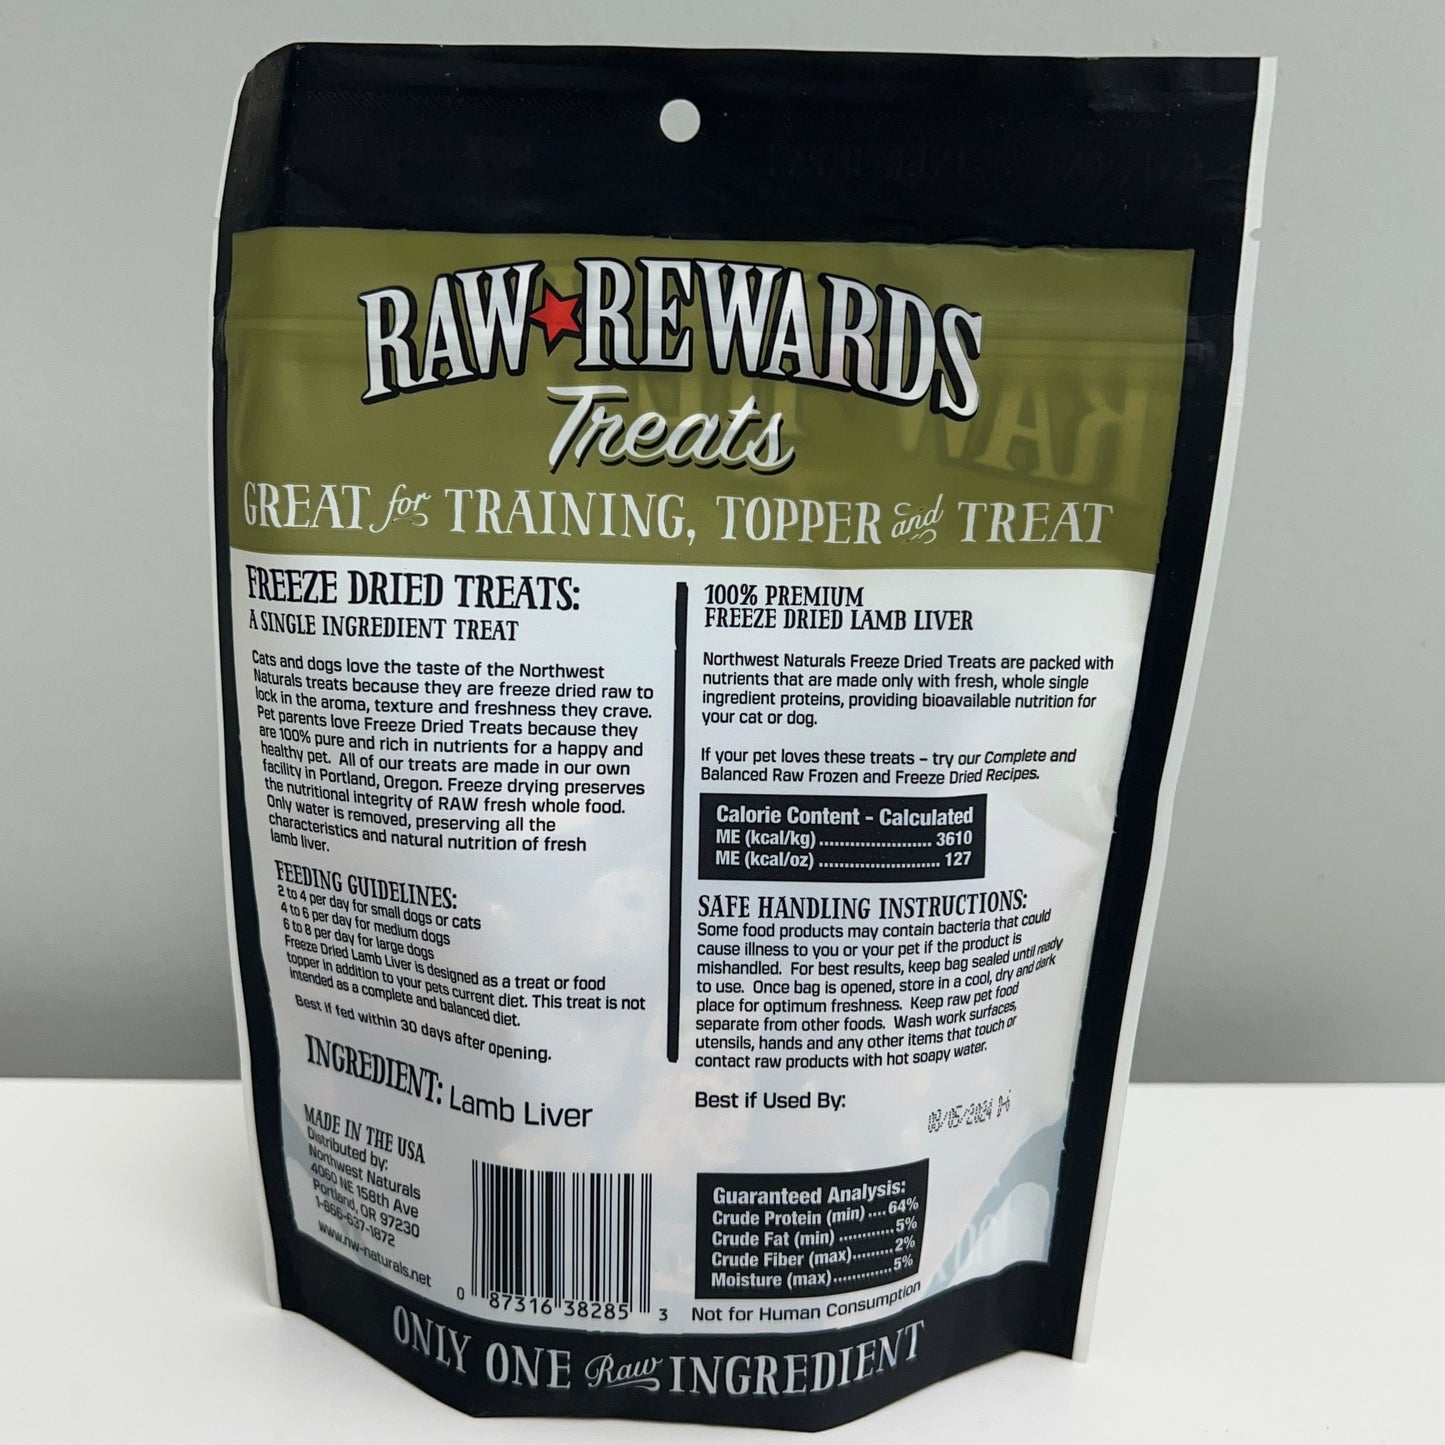 RAW REWARDS
Treats
GREAT for TRAINING, TOPPER and TREAT
FREEZE DRIED TREATS:
A SINGLE INGREDIENT TREAT
Cats and dogs love the taste of the Northwest
Naturals treats because they are freeze dried raw to
lock in the aroma, texture and freshness they crave.
Pet parents love Freeze Dried Treats because they
are 100% pure and rich in nutrients for a happy and
healthy pet. All of our treats are made in our own
facility in Portland, Oregon. Freeze drying preserves
the nutritional integrity of RAW fresh whole food.
Only water is removed, preserving all the
characteristics and natural nutrition of fresh
lamb liver.
FEEDING GUIDELINES:
2 to 4 per day for small dogs or cats
4 to 6 per day for medium dogs
6 to 8 per day for large dogs
Freeze Dried Lamb Liver is designed as a treat or food
topper in addition to your pets current diet. This treat is not
intended as a complete and balanced diet.
Best if fed within 30 days after opening.
INGREDIENT: Lamb Liver
MADE IN THE USA
Distributed by:
Northwest Naturals
4060 NE 158th Ave
Portland, OR 97230
1-866-637-1872
www.nw-naturals.net
0 87316 38285 3
100% PREMIUM
FREEZE DRIED LAMB LIVER
Northwest Naturals Freeze Dried Treats are packed with
nutrients that are made only with fresh, whole single
ingredient proteins, providing bioavailable nutrition for
your cat or dog.
If your pet loves these treats – try our Complete and
Balanced Raw Frozen and Freeze Dried Recipes.
Calorie Content - Calculated
ME (kcal/kg) ....................... 3610
ME (kcal/oz) ......................... 127
SAFE HANDLING INSTRUCTIONS:
Some food products may contain bacteria that could
cause illness to you or your pet if the product is
mishandled. For best results, keep bag sealed until ready
to use. Once bag is opened, store in a cool, dry and dark
place for optimum freshness. Keep raw pet food
separate from other foods. Wash work surfaces,
utensils, hands and any other items that touch or
contact raw products with hot soapy water.
Best if Used By:
08/05/2024
Guaranteed Analysis:
Crude Protein (min) .... 64%
Crude Fat (min) ............ 5%
Crude Fiber (max)......... 2%
Moisture (max)............. 5%
Not for Human Consumption
ONLY ONE Raw INGREDIENT